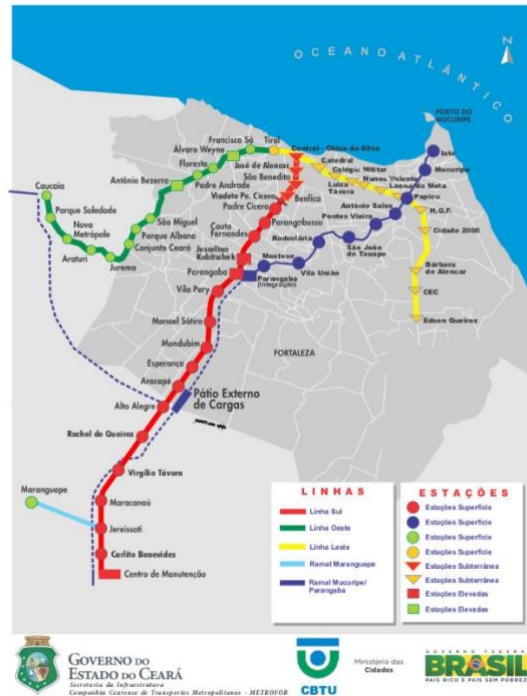 OCEANO ATLÂNTICO
N
PORTO DO
MUCURIPE
Francisco Sá
Tirol
Central - Chico da Silva
Álvaro Weyne
José de Alencar
Catedral
Iate
Floresta
São Benedito
Colégio Militar
Mucuripe
Padre Andrade
Nunes Valente
Antônio Bezerra
Viaduto Pe. Cícero
Luiza
Távora
Leonardo Mota
Caucaia
Padre Cícero
Benfica
Papicu
Parque Soledade
São Miguel
Couto
Fernandes
Porangabussu
Antônio Sales
H.G.F.
Nova
Metrópole
Parque Albano
Pontes Vieira
Cidade 2000
Conjunto Ceará
Rodoviária
Araturi
Juscelino
Kubitschek
Montese
São João
do Tauape
Jurema
Parangaba
Vila União
Bárbara
de Alencar
Parangaba
(Integração)
Vila Pery
CEC
Manoel Sátiro
Edson Queiroz
Mondubim
FORTALEZA
Esperança
Aracapé
Pátio Externo
de Cargas
Alto Alegre
Rachel de Queiroz
Virgílio Távora
Maranguape
Maracanaú
Jereissati
Carlito Benevides
Centro de Manutenção
LINHAS
Linha Sul
Linha Oeste
Linha Leste
Ramal Maranguape
Ramal Mucuripe/
Parangaba
ESTAÇÕES
Estações Superfície
Estações Superfície
Estações Superfície
Estações Superfície
Estações Subterrânea
Estações Subterrânea
Estações Elevadas
Estações Elevadas
GOVERNO DO
ESTADO DO CEARÁ
Secretaria da Infraestrutura
Companhia Cearense de Transportes Metropolitanos - METROFOR
CBTU
Ministério das
Cidades
GOVERNO FEDERAL
BRASIL
PAÍS RICO É PAÍS SEM POBREZA